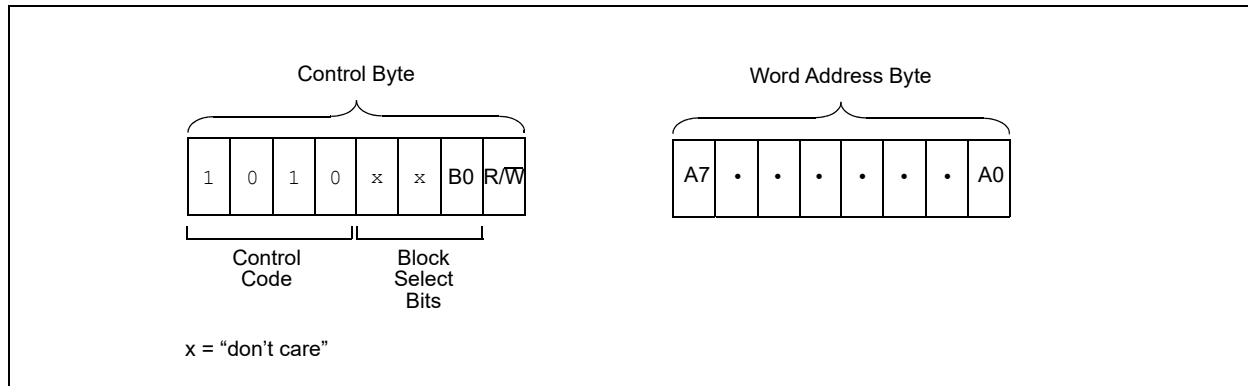 Control Byte
Word Address Byte
1 0 1 0 x x B0 R/W̅
A7 • • • • • • A0
Control
Code
Block
Select
Bits
x = “don’t care”